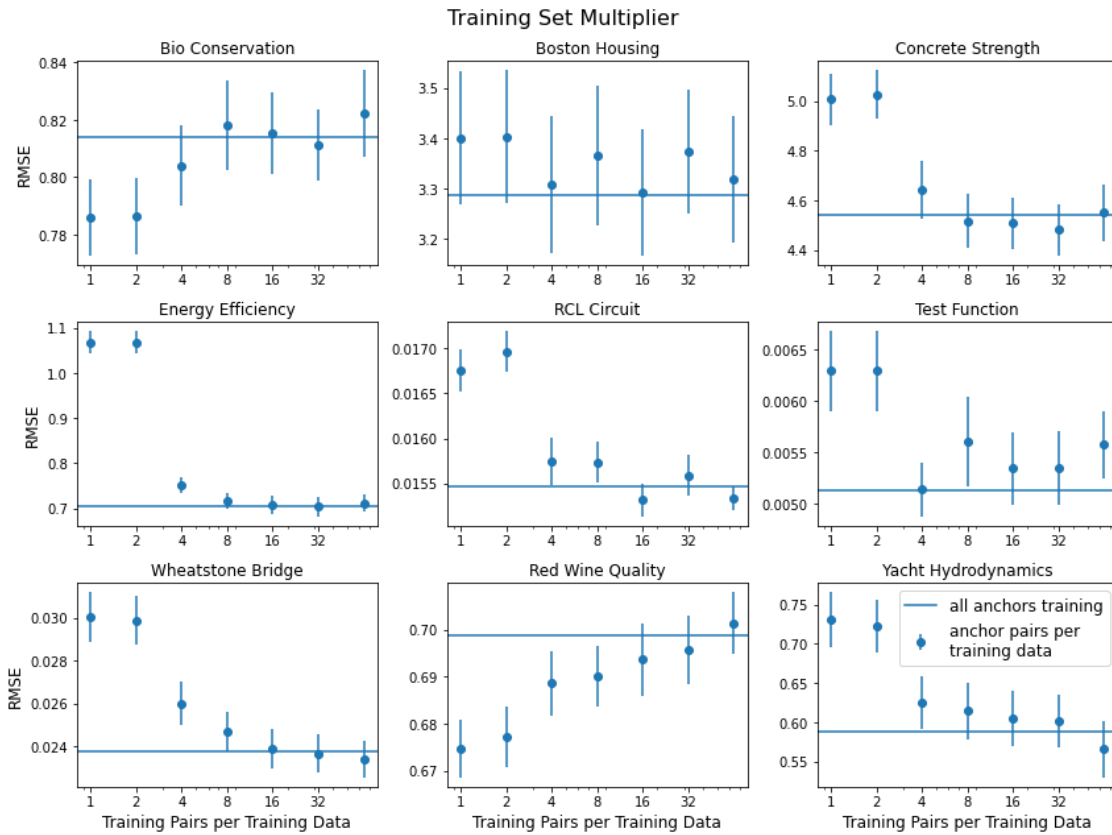 Training Set Multiplier
Bio Conservation
Boston Housing
Concrete Strength
RMSE
0.84
0.82
0.80
0.78
1 2 4 8 16 32
3.5
3.4
3.3
3.2
1 2 4 8 16 32
5.0
4.8
4.6
4.4
1 2 4 8 16 32
Energy Efficiency
RCL Circuit
Test Function
RMSE
1.1
1.0
0.9
0.8
0.7
1 2 4 8 16 32
0.0170
0.0165
0.0160
0.0155
1 2 4 8 16 32
0.0065
0.0060
0.0055
0.0050
1 2 4 8 16 32
Wheatstone Bridge
Red Wine Quality
Yacht Hydrodynamics
RMSE
0.030
0.028
0.026
0.024
1 2 4 8 16 32
Training Pairs per Training Data
0.70
0.69
0.68
0.67
1 2 4 8 16 32
Training Pairs per Training Data
0.75
0.70
0.65
0.60
0.55
all anchors training
anchor pairs per
training data
1 2 4 8 16 32
Training Pairs per Training Data